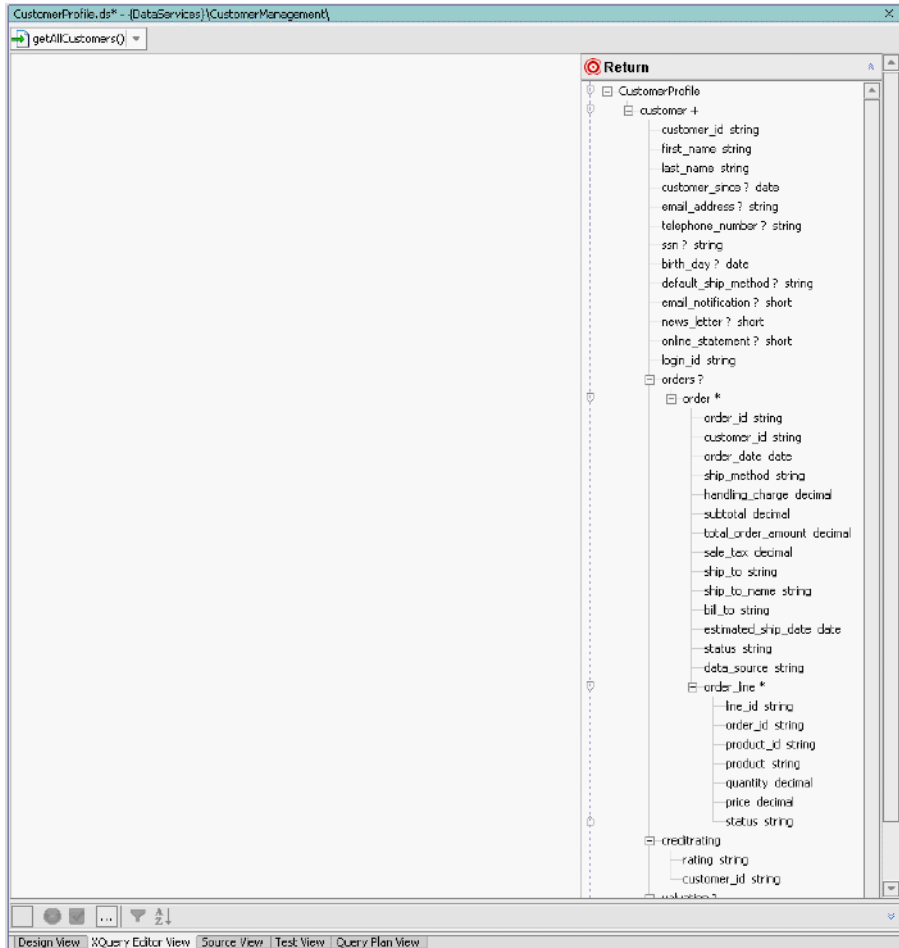 CustomerProfile.ds* - {DataServices}\CustomerManagement\
getAllCustomers()
Return
CustomerProfile
customer +
customer_id string
first_name string
last_name string
customer_since ? date
email_address ? string
telephone_number ? string
ssn ? string
birth_day ? date
default_ship_method ? string
email_notification ? short
news_letter ? short
online_statement ? short
login_id string
orders ?
order *
order_id string
customer_id string
order_date date
ship_method string
handling_charge decimal
subtotal decimal
total_order_amount decimal
sale_tax decimal
ship_to string
ship_to_name string
bill_to string
estimated_ship_date date
status string
data_source string
order_line *
line_id string
order_id string
product_id string
product string
quantity decimal
price decimal
status string
creditrating
rating string
customer_id string
valuation ?
Design View XQuery Editor View Source View Test View Query Plan View